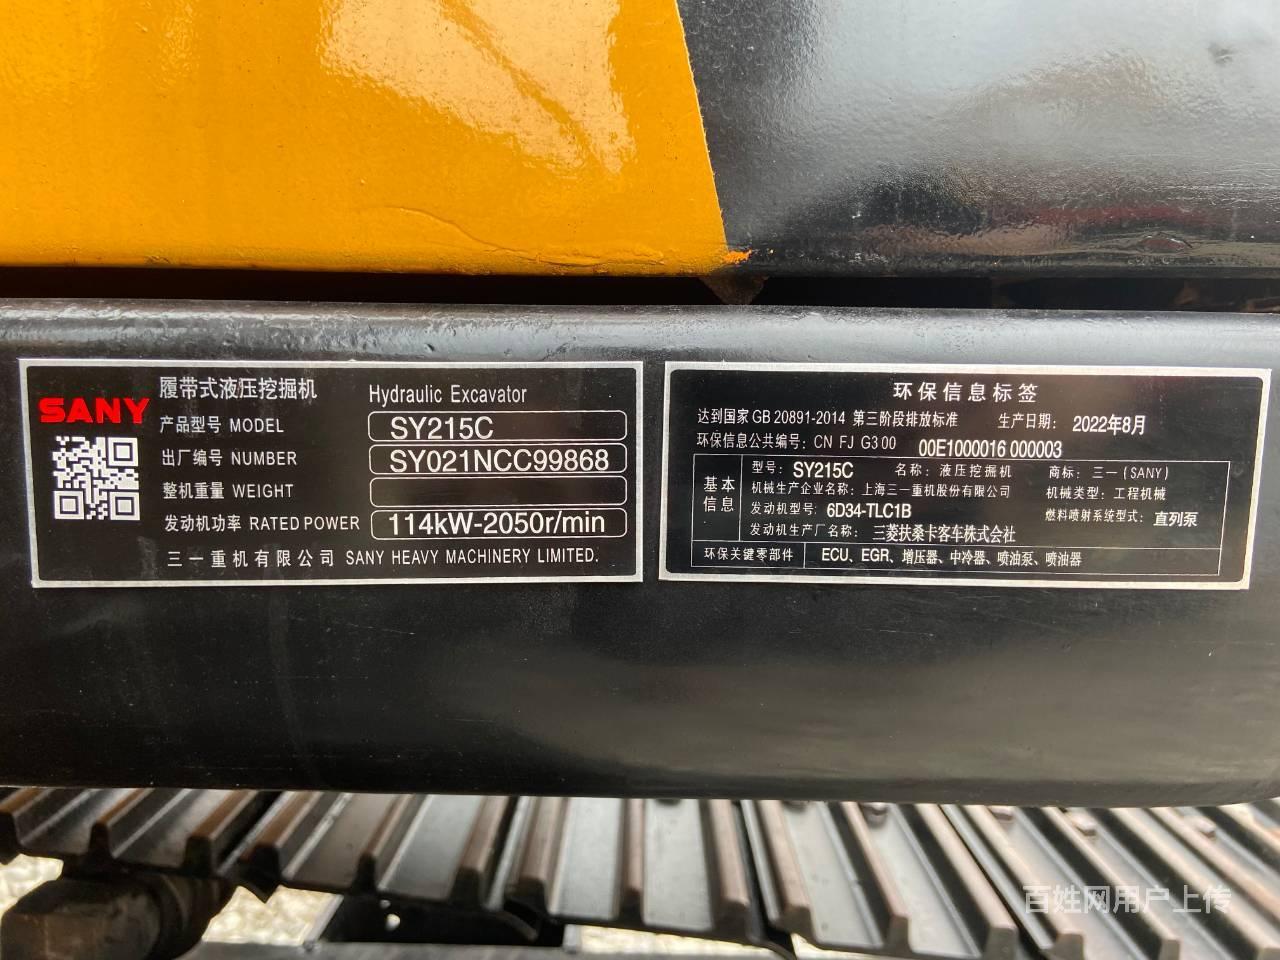 SANY
履带式液压挖掘机 Hydraulic Excavator
产品型号 MODEL SY215C
出厂编号 NUMBER SY021NCC99868
整机重量 WEIGHT
发动机功率 RATED POWER 114kW-2050r/min
三一重机有限公司 SANY HEAVY MACHINERY LIMITED.
环保信息标签
达到国家 GB 20891-2014 第三阶段排放标准 生产日期: 2022年8月
环保信息公共编号: CN FJ G3 00 00E1000016 000003
基本信息
型号: SY215C 名称: 液压挖掘机 商标: 三一(SANY)
机械生产企业名称: 上海三一重机股份有限公司 机械类型: 工程机械
发动机型号: 6D34-TLC1B 燃料喷射系统型式: 直列泵
发动机生产厂名称: 三菱扶桑卡客车株式会社
环保关键零部件 ECU、EGR、增压器、中冷器、喷油泵、喷油器
百姓网用户上传